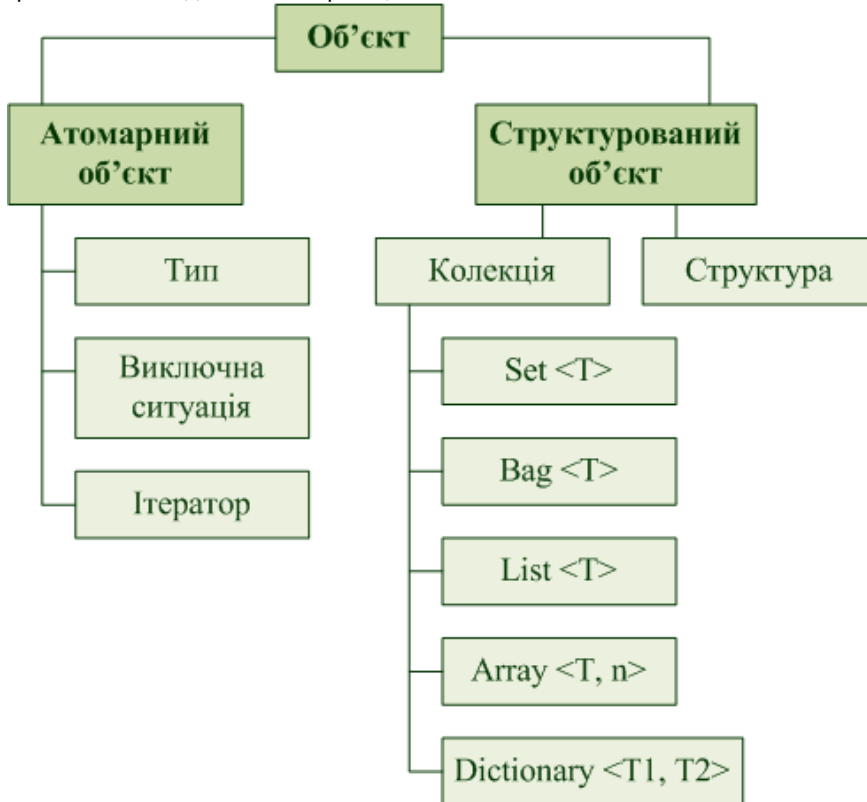 Об’єкт
Атомарний
об’єкт
Структурований
об’єкт
Тип
Виключна
ситуація
Ітератор
Колекція
Структура
Set <T>
Bag <T>
List <T>
Array <T, n>
Dictionary <T1, T2>